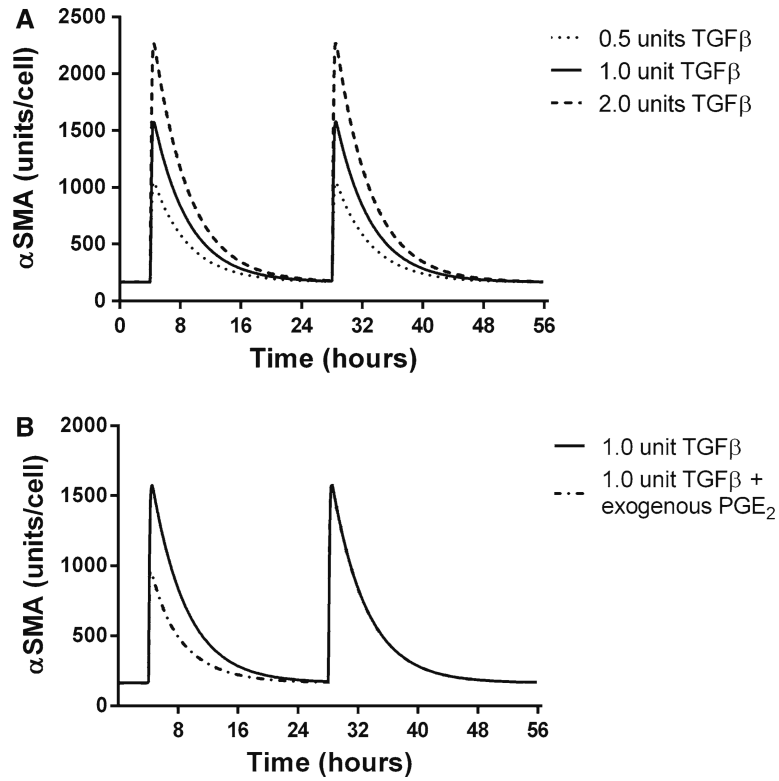 A
2500
2000
1500
1000
500
0
αSMA (units/cell)
0 8 16 24 32 40 48 56
Time (hours)
0.5 units TGFβ
1.0 unit TGFβ
2.0 units TGFβ
B
2000
1500
1000
500
0
αSMA (units/cell)
8 16 24 32 40 48 56
Time (hours)
1.0 unit TGFβ
1.0 unit TGFβ +
exogenous PGE₂